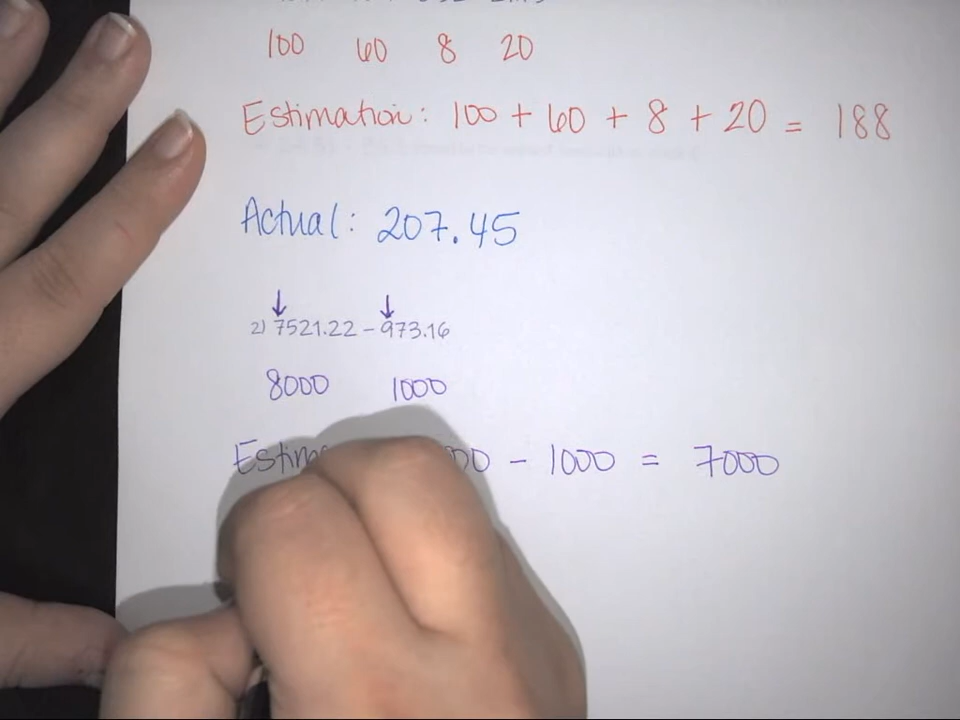 100 60 8 20
Estimation: 100 + 60 + 8 + 20 = 188
Actual: 207.45
2) 7521.22 - 973.16
8000 1000
- 1000 = 7000